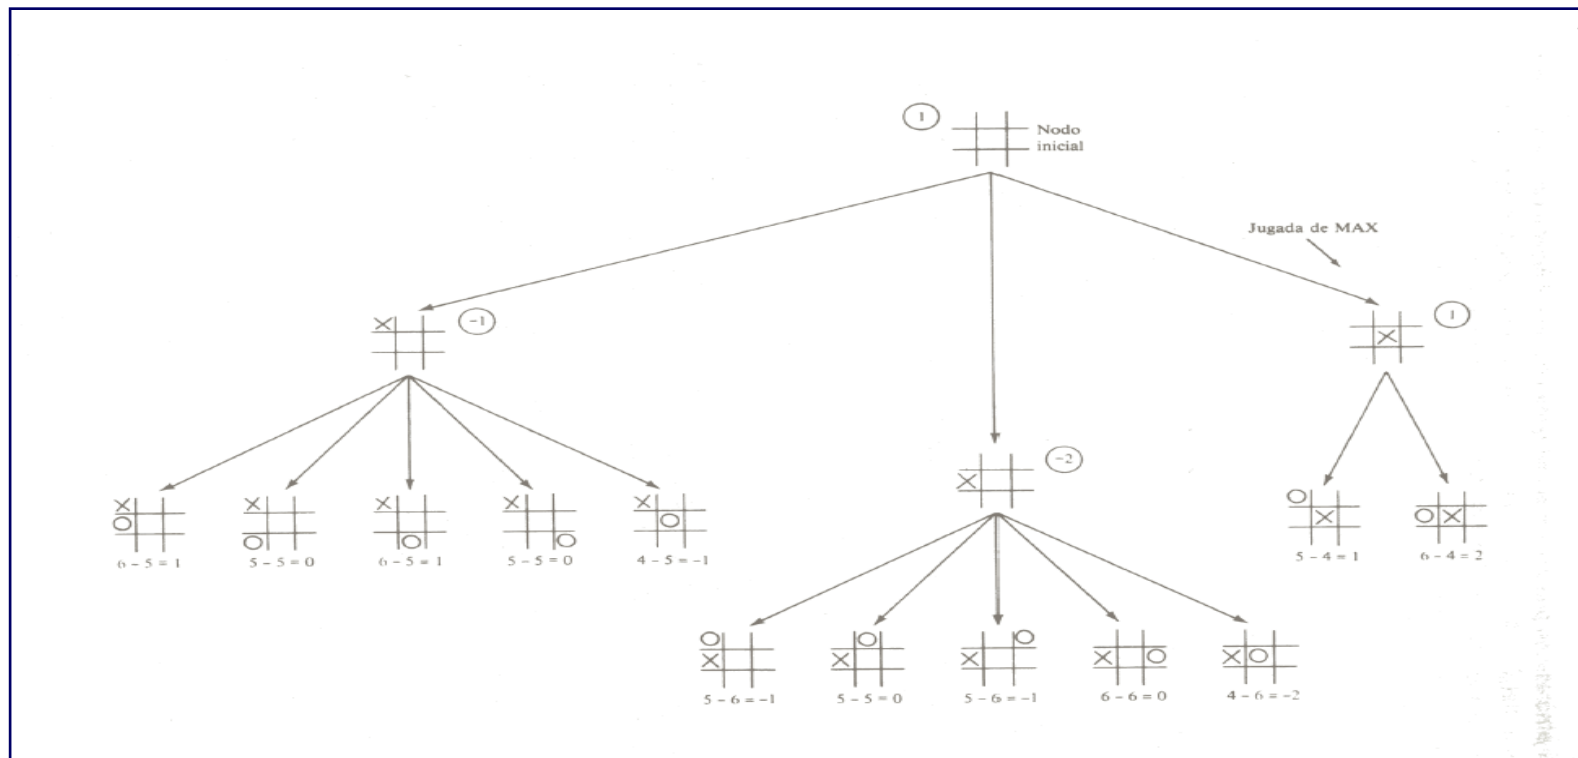 1
Nodo
inicial
Jugada de MAX
X
-1
X
1
-2
X
X
O
6 - 5 = 1
X
O
5 - 5 = 0
X
O
6 - 5 = 1
X
O
5 - 5 = 0
X
O
4 - 5 = -1
O
X
5 - 4 = 1
O X
6 - 4 = 2
O
X
5 - 6 = -1
O
X
5 - 5 = 0
O
X
5 - 6 = -1
X O
6 - 6 = 0
X O
4 - 6 = -2